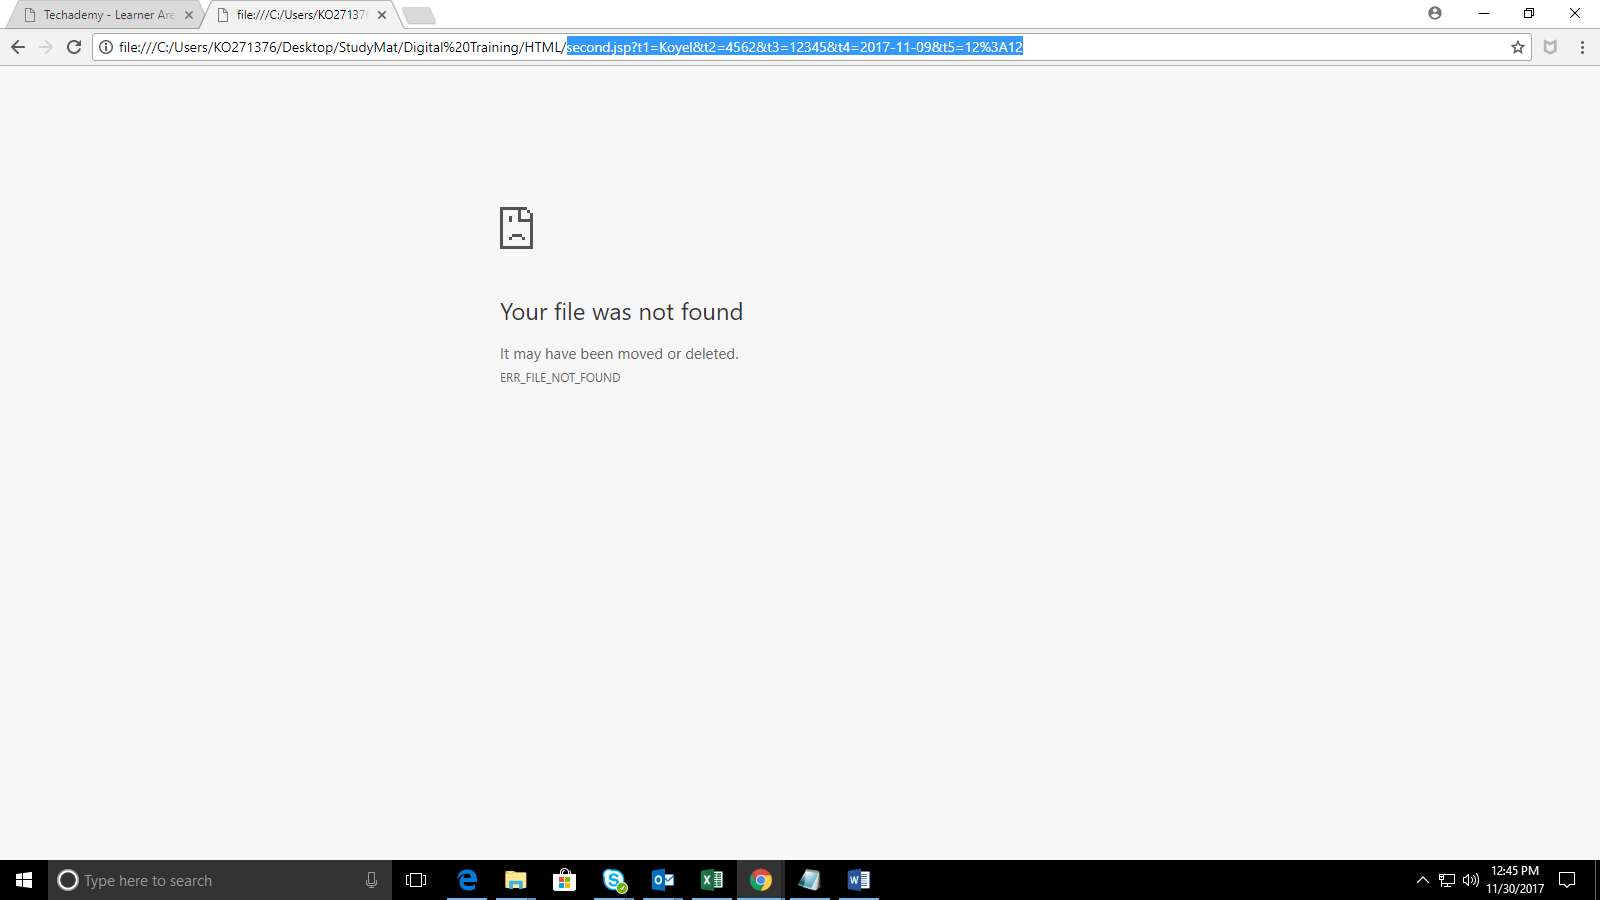 Techademy - Learner Are
file:///C:/Users/KO271376
file:///C:/Users/KO271376/Desktop/StudyMat/Digital%20Training/HTML/second.jsp?t1=Koyel&t2=4562&t3=12345&t4=2017-11-09&t5=12%3A12
Your file was not found
It may have been moved or deleted.
ERR_FILE_NOT_FOUND
Type here to search
12:45 PM
11/30/2017